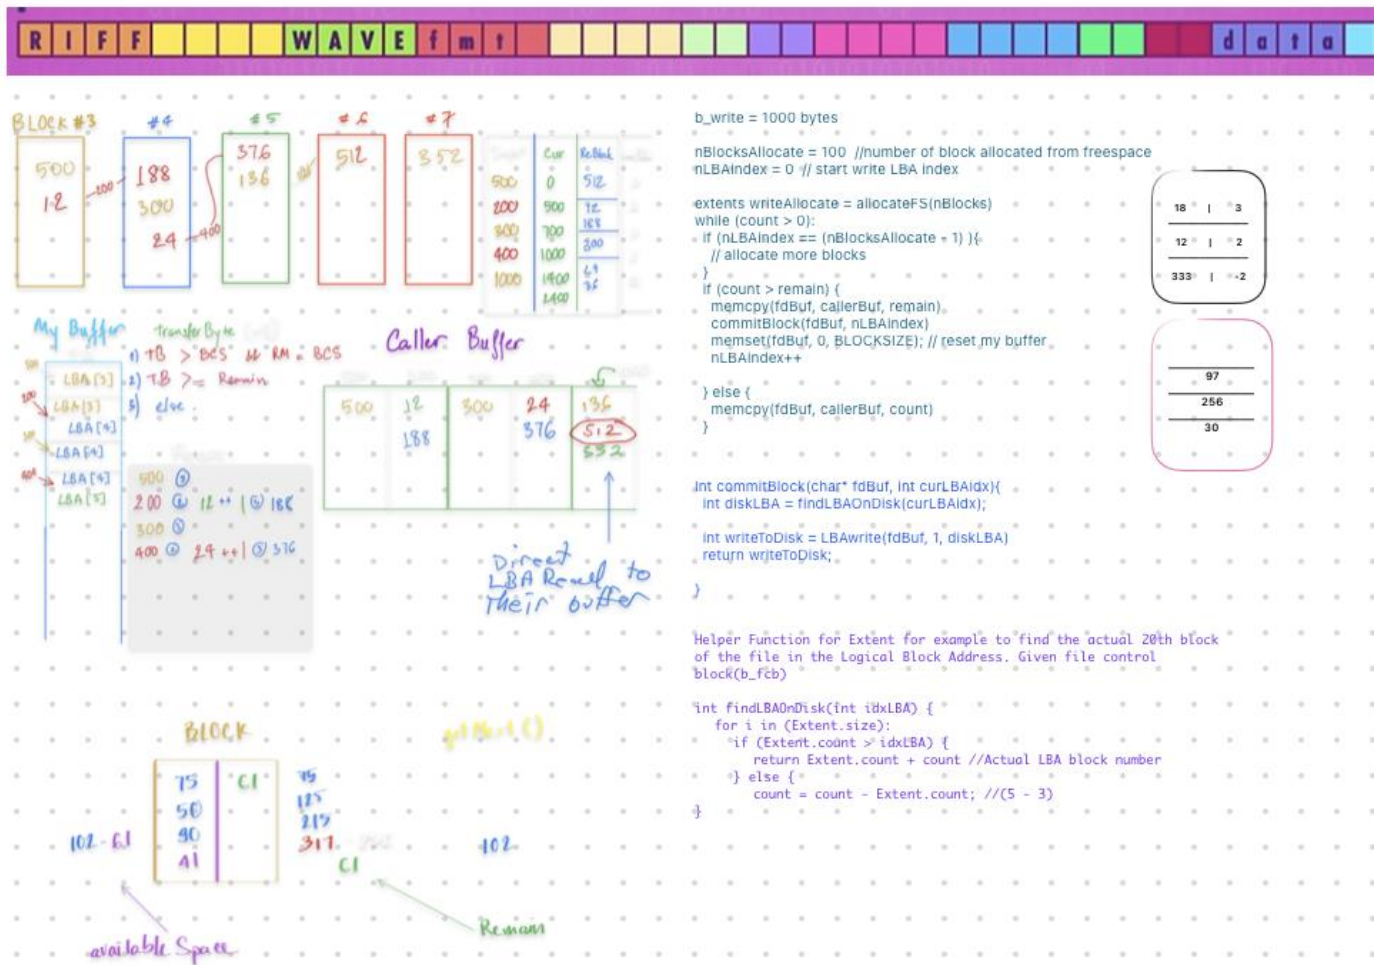 R I F F W A V E f m t d a t a
BLOCK #3 #4 #5 #6 #7
500 188 376 512 352
12 200 300 136
24 400
Cur
500 0 512
200 500 12
300 700 188
400 1000 300
1000 1400
2400
My Buffer Transfer Byte Caller Buffer
1) TB > BCS && RM = BCS
2) TB >= Remain
3) else.
LBA[3]
200 LBA[3]
LBA[4]
LBA[4]
LBA[4]
LBA[5]
500 12 300 24 136
188 376 512
352
500
200 12 ++ | 188
300
400 24 ++ | 376
Direct
LBA to
Their buffer
BLOCK
75 75
50 125
90 215
41 317
102 - 61 102
Remain
available Space
b_write = 1000 bytes
nBlocksAllocate = 100 //number of block allocated from freespace
nLBAindex = 0 // start write LBA index
extents writeAllocate = allocateFS(nBlocks)
while (count > 0):
if (nLBAindex == (nBlocksAllocate - 1) ){
// allocate more blocks
}
if (count > remain) {
memcpy(fdBuf, callerBuf, remain)
commitBlock(fdBuf, nLBAindex)
memset(fdBuf, 0, BLOCKSIZE); // reset my buffer
nLBAindex++
} else {
memcpy(fdBuf, callerBuf, count)
}
18 | 3
12 | 2
333 | -2
97
256
30
int commitBlock(char* fdBuf, int curLBAidx){
int diskLBA = findLBAOnDisk(curLBAidx);
int writeToDisk = LBAwrite(fdBuf, 1, diskLBA)
return writeToDisk;
}
Helper Function for Extent for example to find the actual 20th block
of the file in the Logical Block Address. Given file control
block(b_fcb)
int findLBAOnDisk(int idxLBA) {
for i in (Extent.size):
if (Extent.count > idxLBA) {
return Extent.count + count //Actual LBA block number
} else {
count = count - Extent.count; //(5 - 3)
}